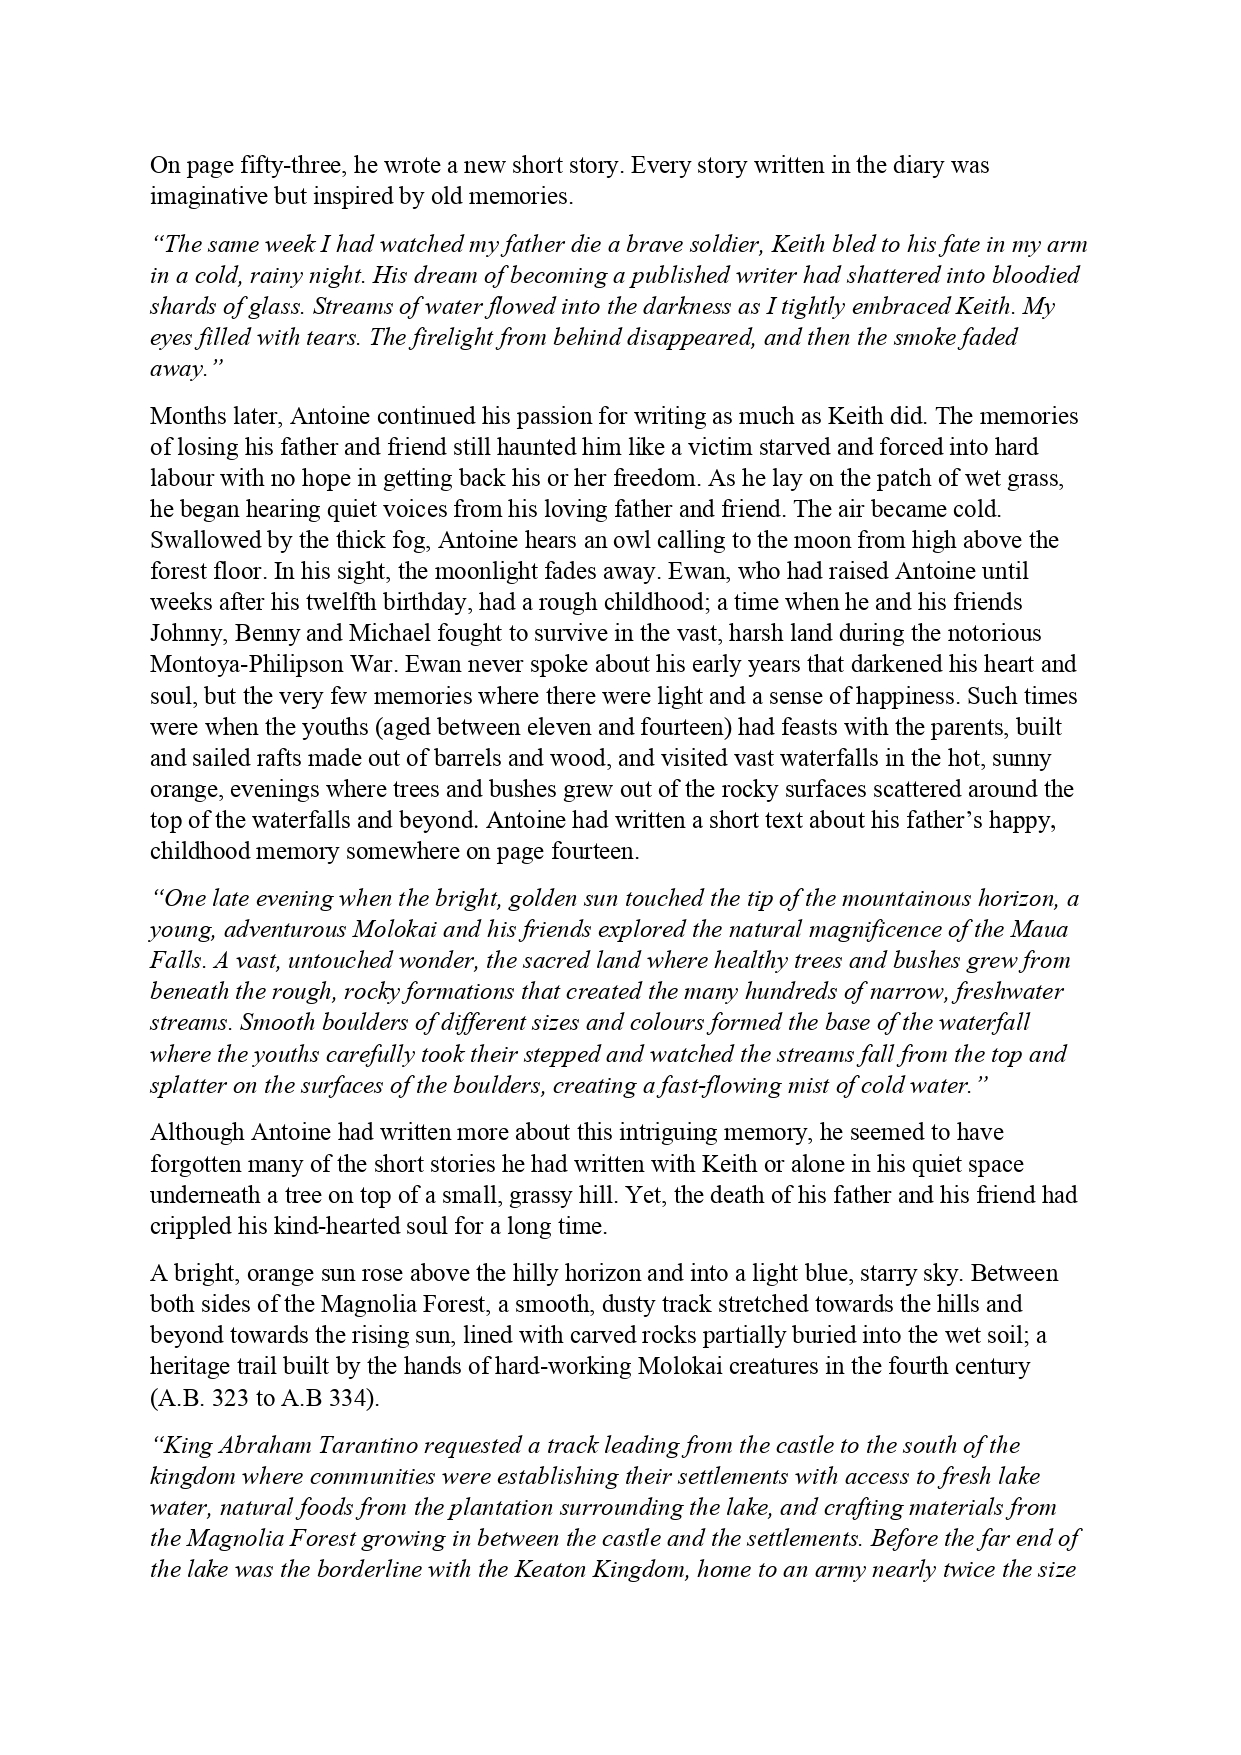 On page fifty-three, he wrote a new short story. Every story written in the diary was
imaginative but inspired by old memories.
“The same week I had watched my father die a brave soldier, Keith bled to his fate in my arm
in a cold, rainy night. His dream of becoming a published writer had shattered into bloodied
shards of glass. Streams of water flowed into the darkness as I tightly embraced Keith. My
eyes filled with tears. The firelight from behind disappeared, and then the smoke faded
away.”
Months later, Antoine continued his passion for writing as much as Keith did. The memories
of losing his father and friend still haunted him like a victim starved and forced into hard
labour with no hope in getting back his or her freedom. As he lay on the patch of wet grass,
he began hearing quiet voices from his loving father and friend. The air became cold.
Swallowed by the thick fog, Antoine hears an owl calling to the moon from high above the
forest floor. In his sight, the moonlight fades away. Ewan, who had raised Antoine until
weeks after his twelfth birthday, had a rough childhood; a time when he and his friends
Johnny, Benny and Michael fought to survive in the vast, harsh land during the notorious
Montoya-Philipson War. Ewan never spoke about his early years that darkened his heart and
soul, but the very few memories where there were light and a sense of happiness. Such times
were when the youths (aged between eleven and fourteen) had feasts with the parents, built
and sailed rafts made out of barrels and wood, and visited vast waterfalls in the hot, sunny
orange, evenings where trees and bushes grew out of the rocky surfaces scattered around the
top of the waterfalls and beyond. Antoine had written a short text about his father’s happy,
childhood memory somewhere on page fourteen.
“One late evening when the bright, golden sun touched the tip of the mountainous horizon, a
young, adventurous Molokai and his friends explored the natural magnificence of the Maua
Falls. A vast, untouched wonder, the sacred land where healthy trees and bushes grew from
beneath the rough, rocky formations that created the many hundreds of narrow, freshwater
streams. Smooth boulders of different sizes and colours formed the base of the waterfall
where the youths carefully took their stepped and watched the streams fall from the top and
splatter on the surfaces of the boulders, creating a fast-flowing mist of cold water.”
Although Antoine had written more about this intriguing memory, he seemed to have
forgotten many of the short stories he had written with Keith or alone in his quiet space
underneath a tree on top of a small, grassy hill. Yet, the death of his father and his friend had
crippled his kind-hearted soul for a long time.
A bright, orange sun rose above the hilly horizon and into a light blue, starry sky. Between
both sides of the Magnolia Forest, a smooth, dusty track stretched towards the hills and
beyond towards the rising sun, lined with carved rocks partially buried into the wet soil; a
heritage trail built by the hands of hard-working Molokai creatures in the fourth century
(A.B. 323 to A.B 334).
“King Abraham Tarantino requested a track leading from the castle to the south of the
kingdom where communities were establishing their settlements with access to fresh lake
water, natural foods from the plantation surrounding the lake, and crafting materials from
the Magnolia Forest growing in between the castle and the settlements. Before the far end of
the lake was the borderline with the Keaton Kingdom, home to an army nearly twice the size